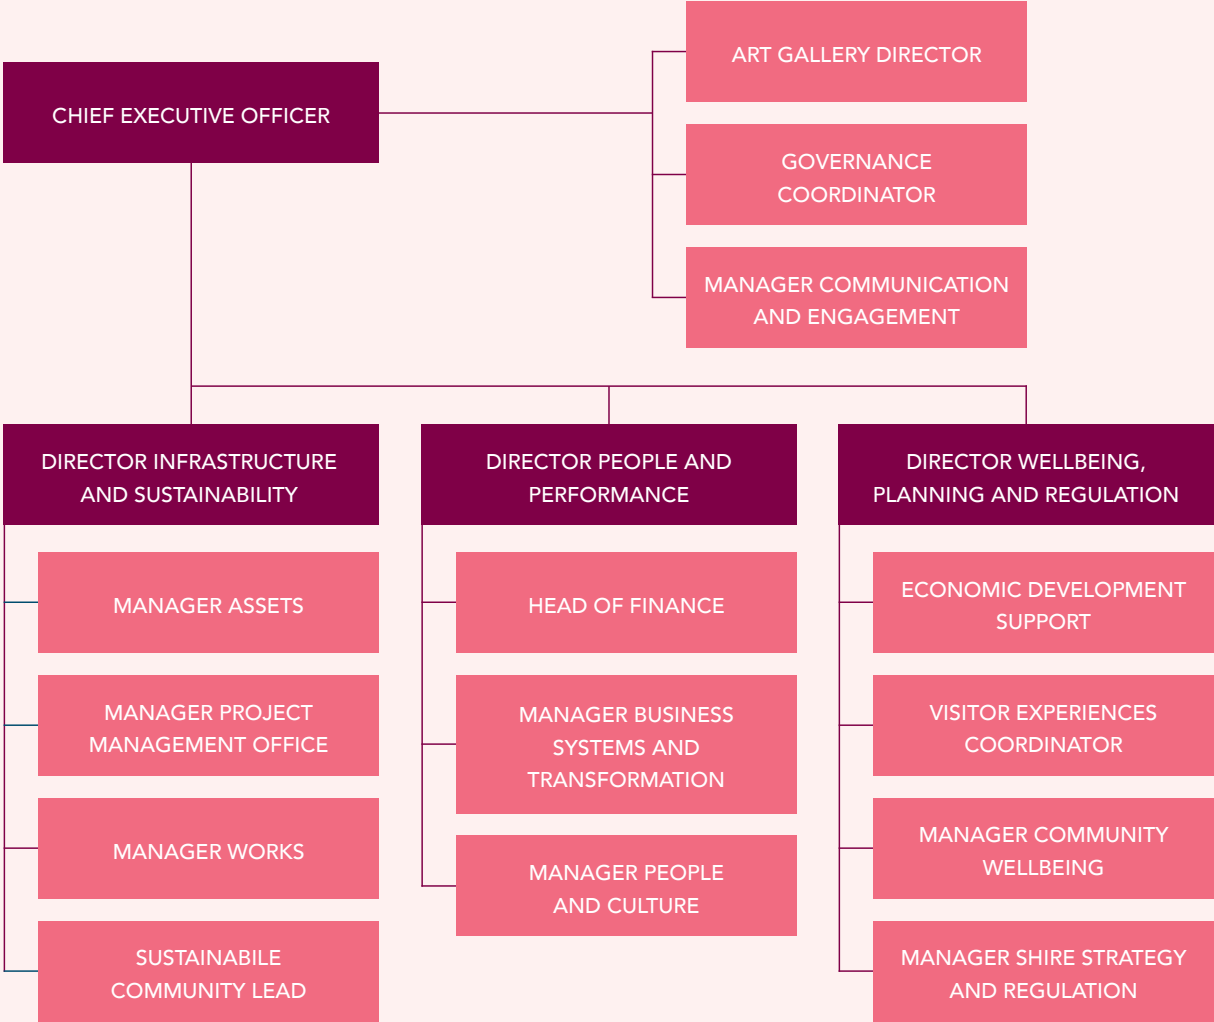 CHIEF EXECUTIVE OFFICER
ART GALLERY DIRECTOR
GOVERNANCE
COORDINATOR
MANAGER COMMUNICATION
AND ENGAGEMENT
DIRECTOR INFRASTRUCTURE
AND SUSTAINABILITY
MANAGER ASSETS
MANAGER PROJECT
MANAGEMENT OFFICE
MANAGER WORKS
SUSTAINABILE
COMMUNITY LEAD
DIRECTOR PEOPLE AND
PERFORMANCE
HEAD OF FINANCE
MANAGER BUSINESS
SYSTEMS AND
TRANSFORMATION
MANAGER PEOPLE
AND CULTURE
DIRECTOR WELLBEING,
PLANNING AND REGULATION
ECONOMIC DEVELOPMENT
SUPPORT
VISITOR EXPERIENCES
COORDINATOR
MANAGER COMMUNITY
WELLBEING
MANAGER SHIRE STRATEGY
AND REGULATION